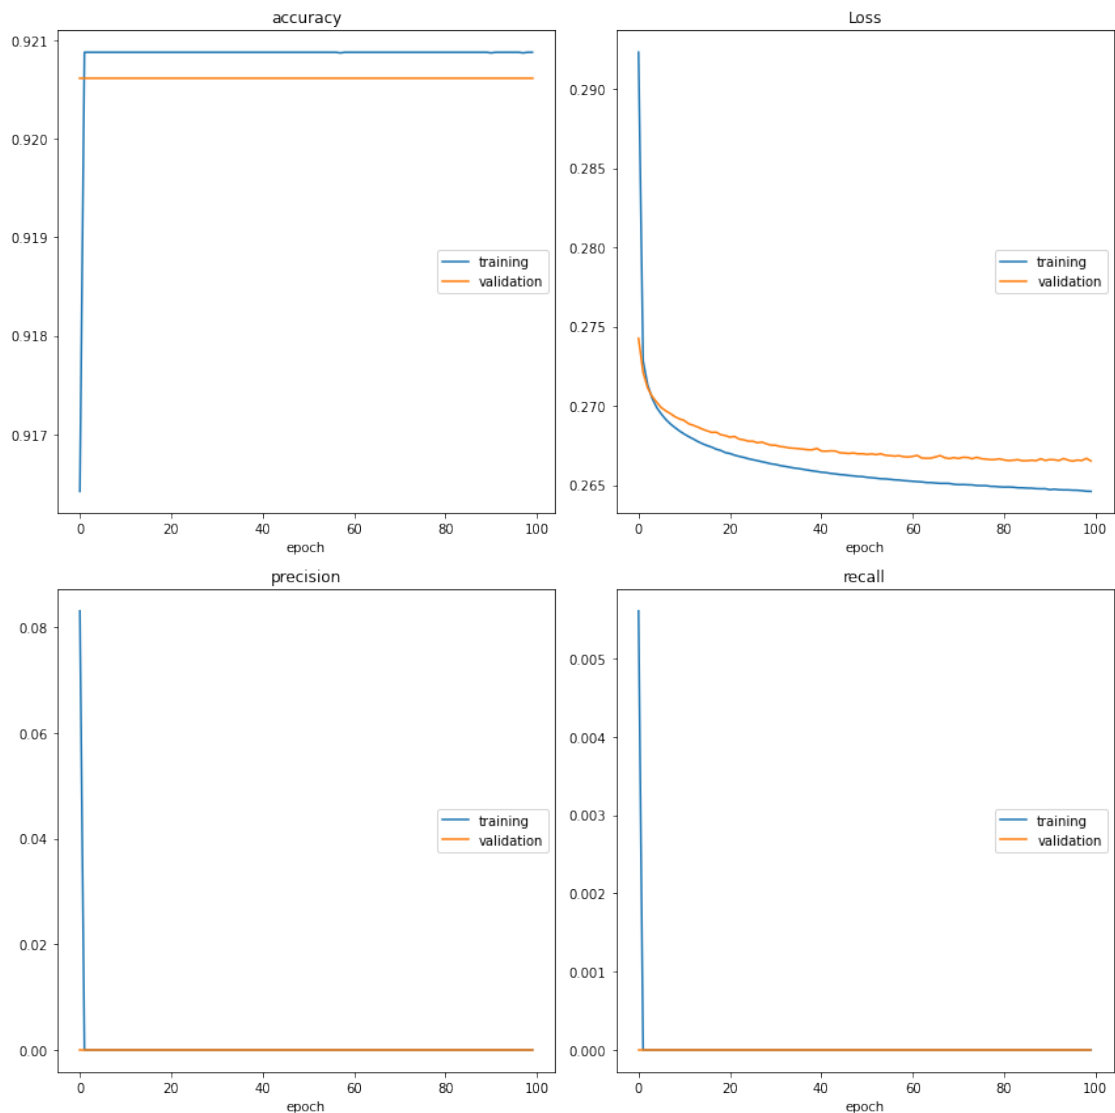 accuracy
0.921
0.920
0.919
0.918
0.917
training
validation
0 20 40 60 80 100
epoch
Loss
0.290
0.285
0.280
0.275
0.270
0.265
training
validation
0 20 40 60 80 100
epoch
precision
0.08
0.06
0.04
0.02
0.00
training
validation
0 20 40 60 80 100
epoch
recall
0.005
0.004
0.003
0.002
0.001
0.000
training
validation
0 20 40 60 80 100
epoch